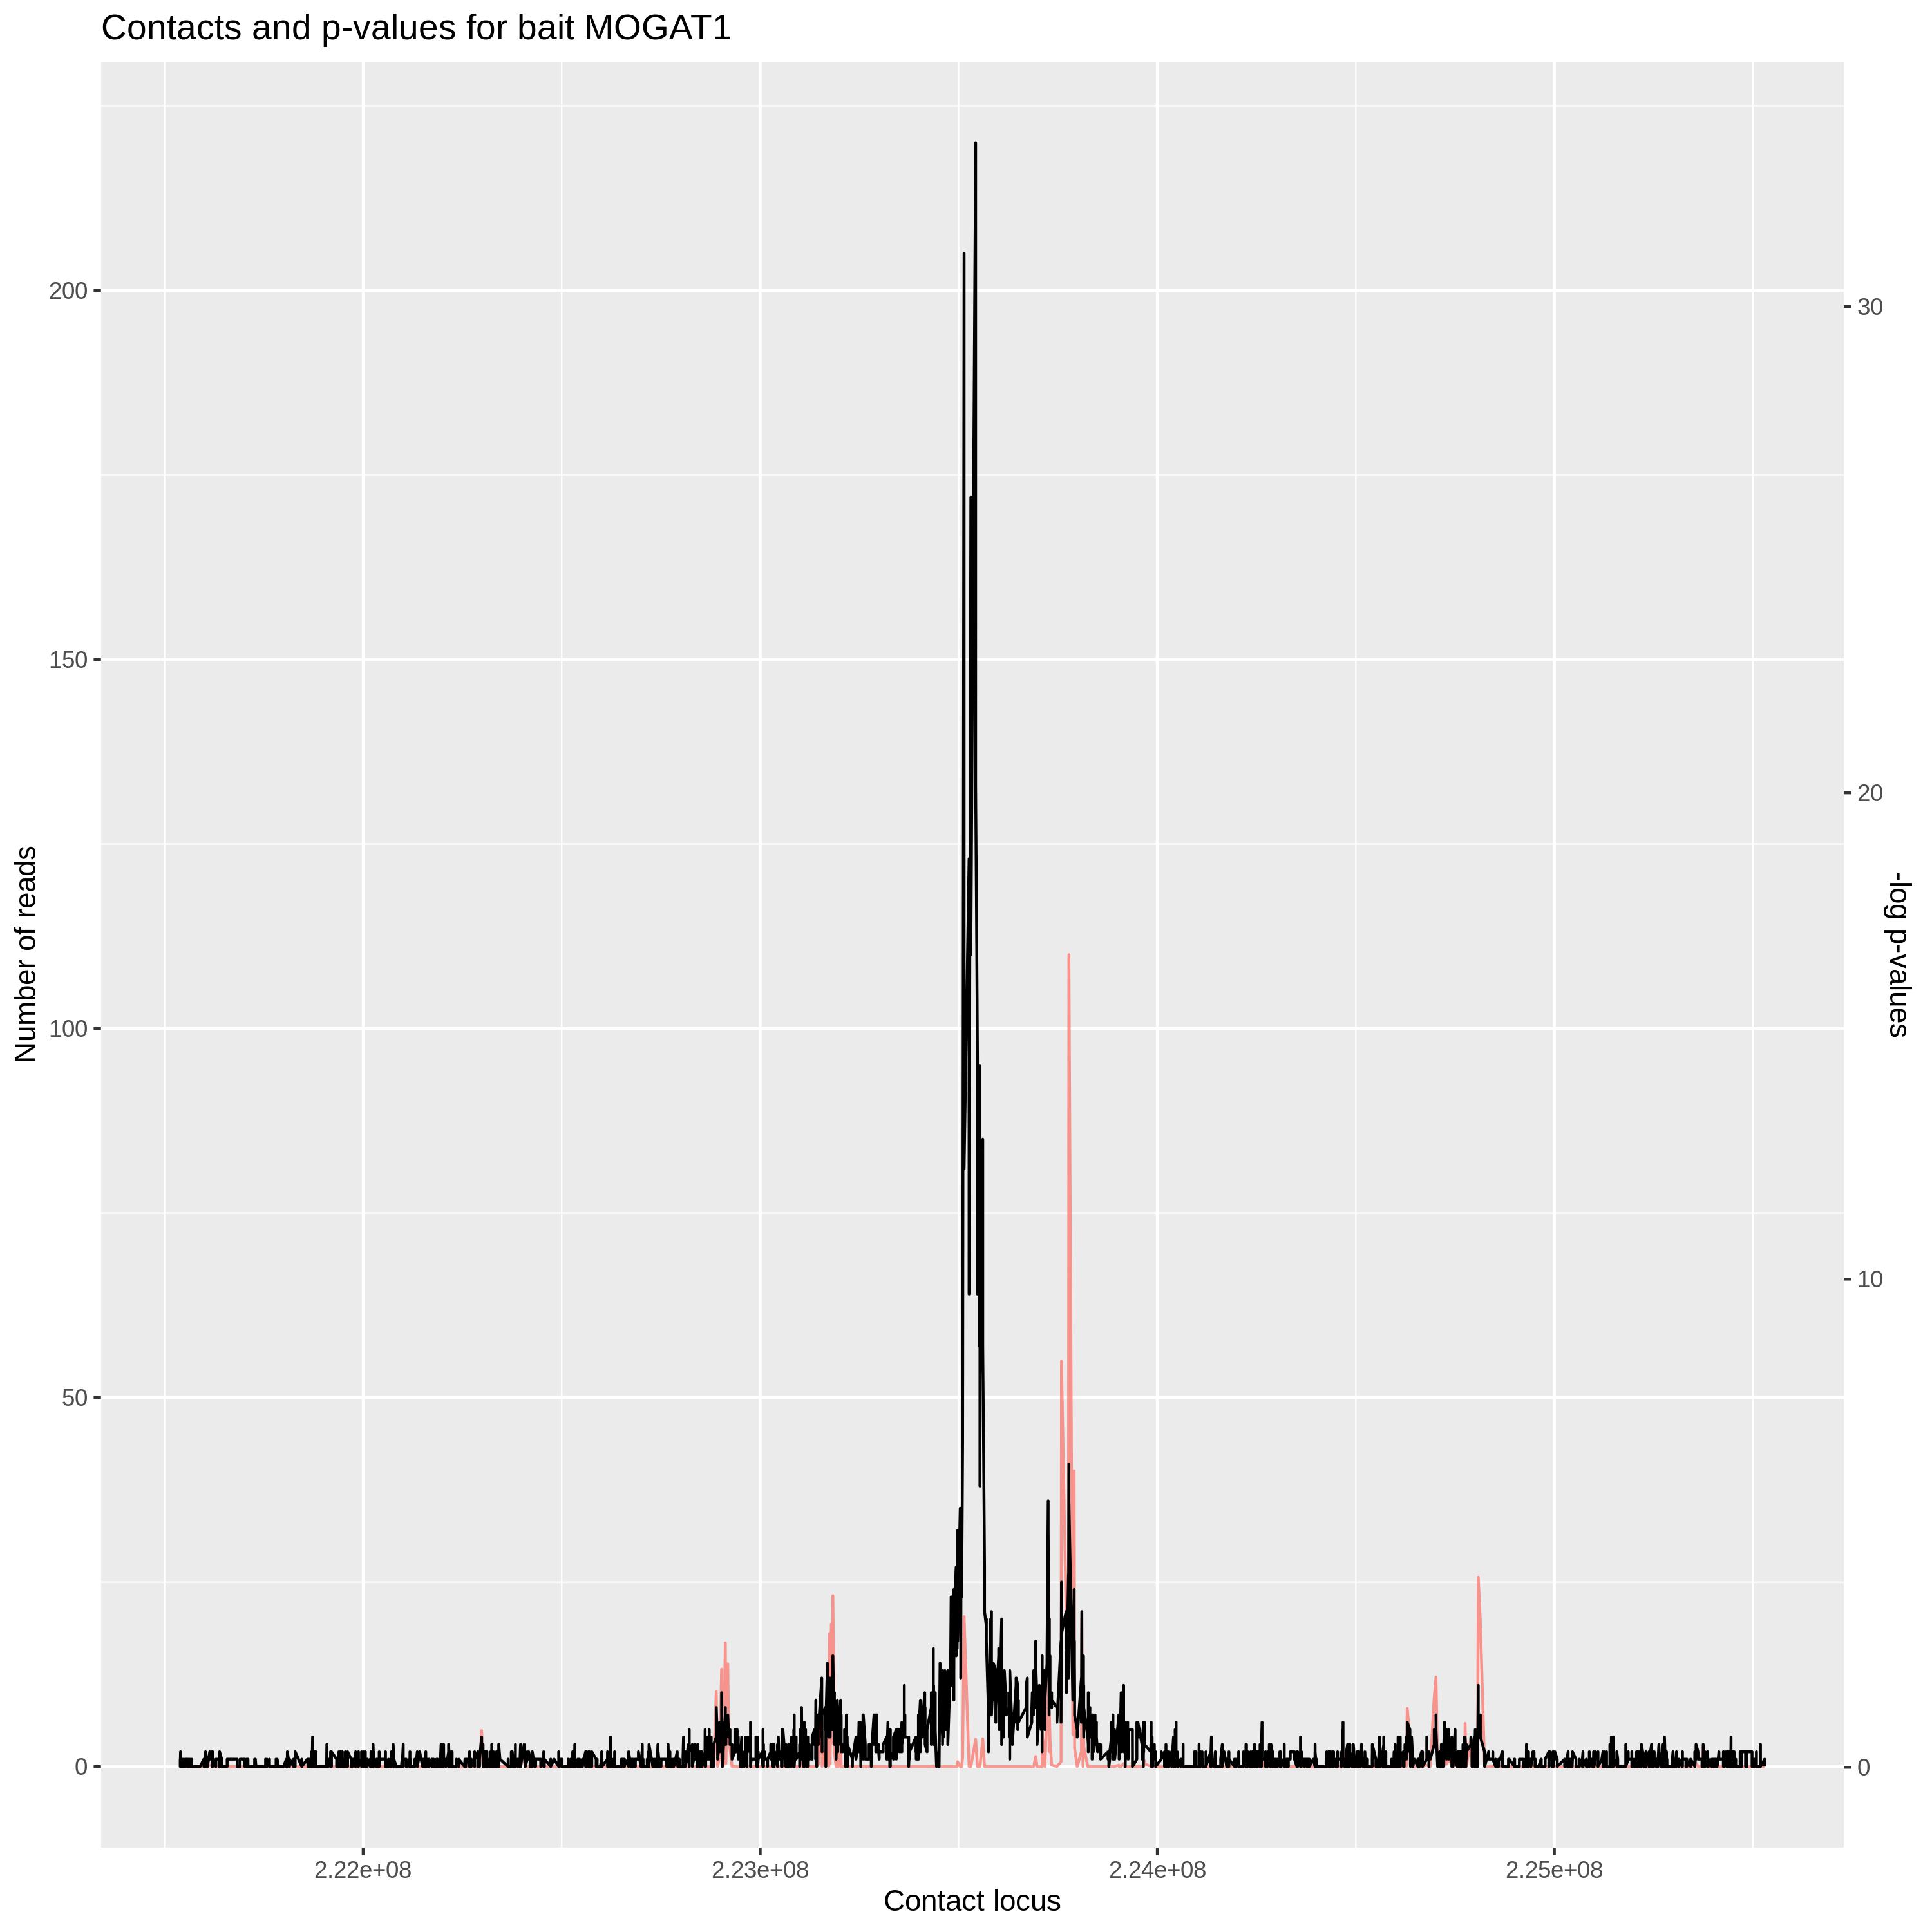 Contacts and p-values for bait MOGAT1
Number of reads
200
150
100
50
0
30
20
10
0
-log p-values
2.22e+08
2.23e+08
2.24e+08
2.25e+08
Contact locus